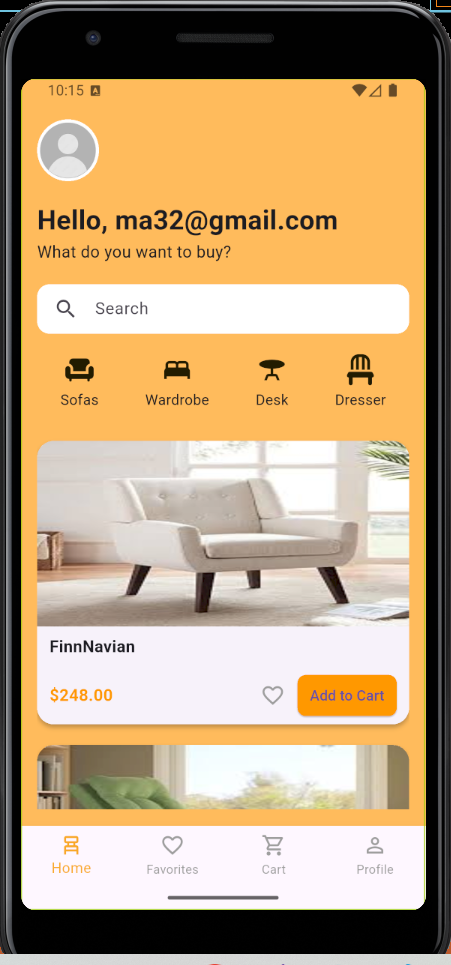 10:15
Hello, ma32@gmail.com
What do you want to buy?
Search
Sofas Wardrobe Desk Dresser
FinnNavian
$248.00 Add to Cart
Home Favorites Cart Profile